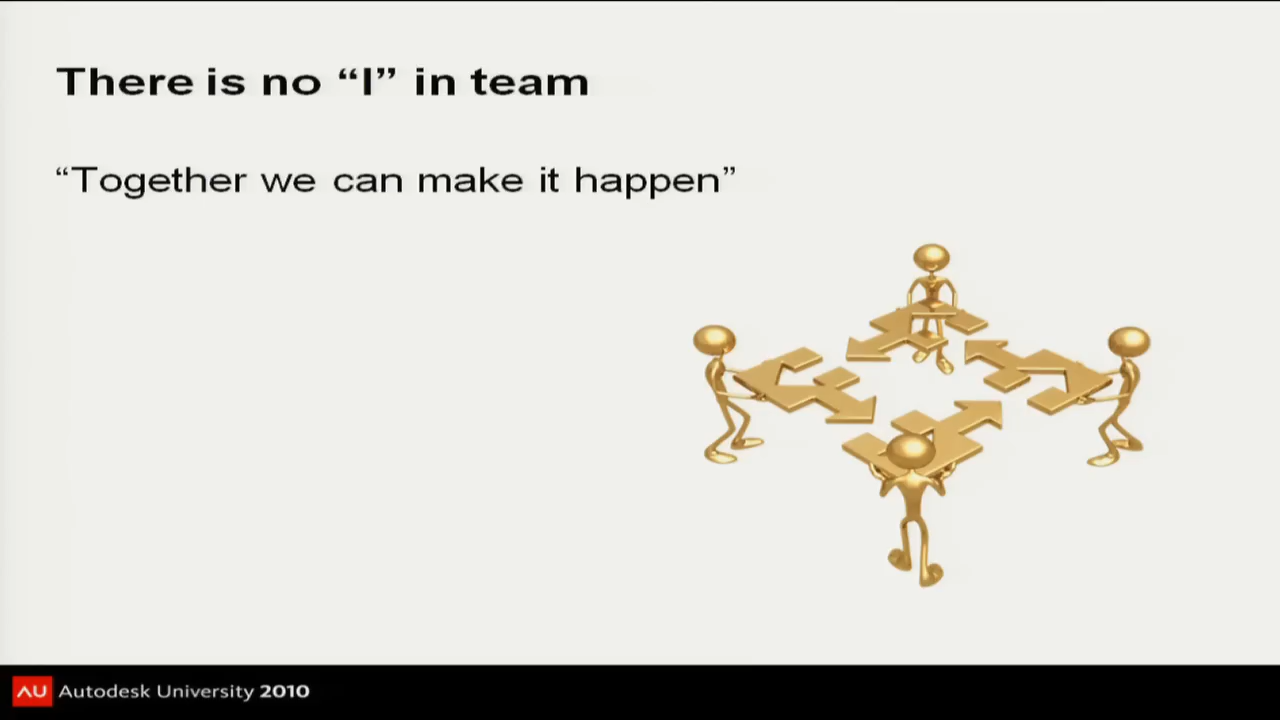 There is no “I” in team
“Together we can make it happen”
AU Autodesk University 2010